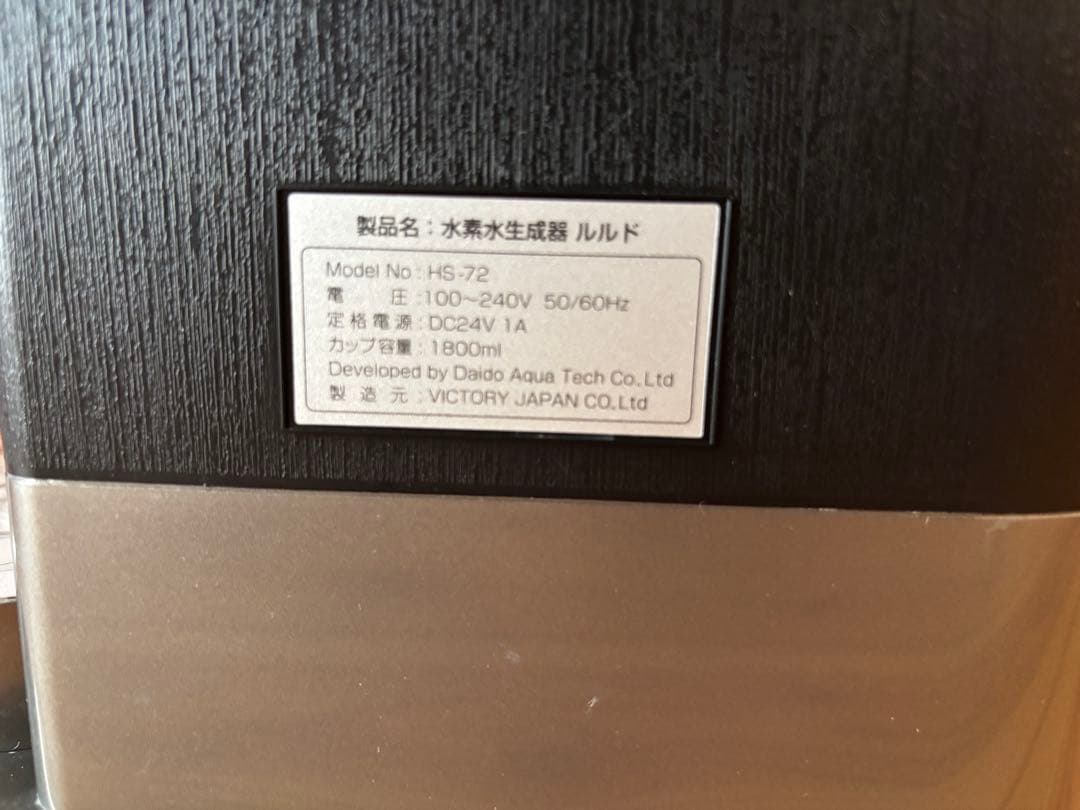 製品名：水素水生成器 ルルド
Model No : HS-72
電圧 : 100～240V 50/60Hz
定格電源 : DC24V 1A
カップ容量 : 1800ml
Developed by Daido Aqua Tech Co.Ltd
製造元 : VICTORY JAPAN CO.Ltd